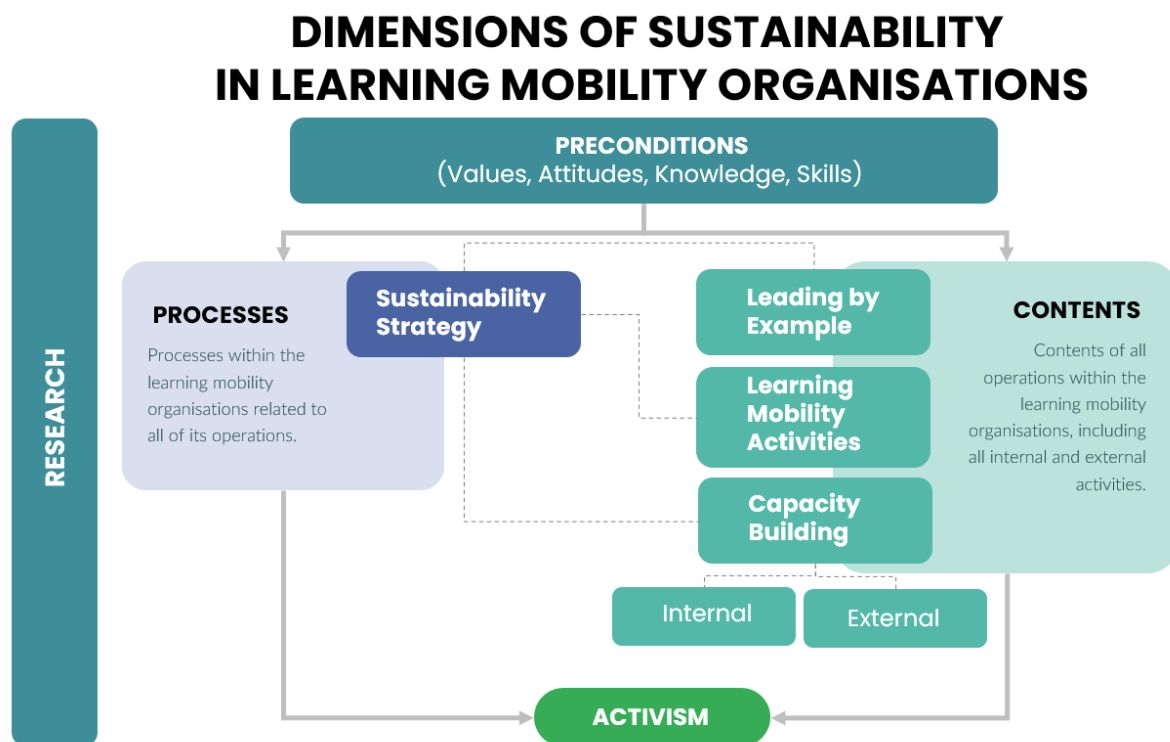 DIMENSIONS OF SUSTAINABILITY
IN LEARNING MOBILITY ORGANISATIONS
RESEARCH
PRECONDITIONS
(Values, Attitudes, Knowledge, Skills)
PROCESSES
Processes within the
learning mobility
organisations related to
all of its operations.
Sustainability
Strategy
Leading by
Example
Learning
Mobility
Activities
Capacity
Building
CONTENTS
Contents of all
operations within the
learning mobility
organisations, including
all internal and external
activities.
Internal
External
ACTIVISM